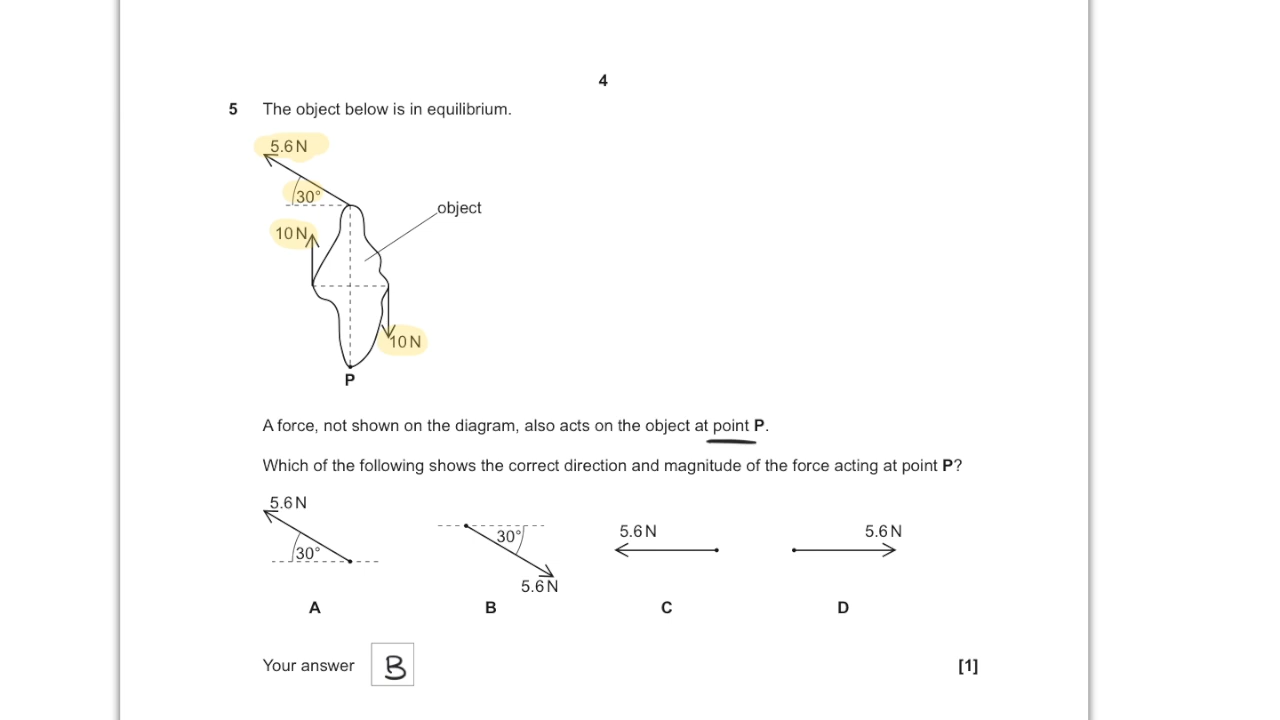 4
5 The object below is in equilibrium.
5.6 N
30°
object
10 N
10 N
P
A force, not shown on the diagram, also acts on the object at point P.
Which of the following shows the correct direction and magnitude of the force acting at point P?
5.6 N
30°
30°
5.6 N
5.6 N
5.6 N
A B C D
Your answer B [1]